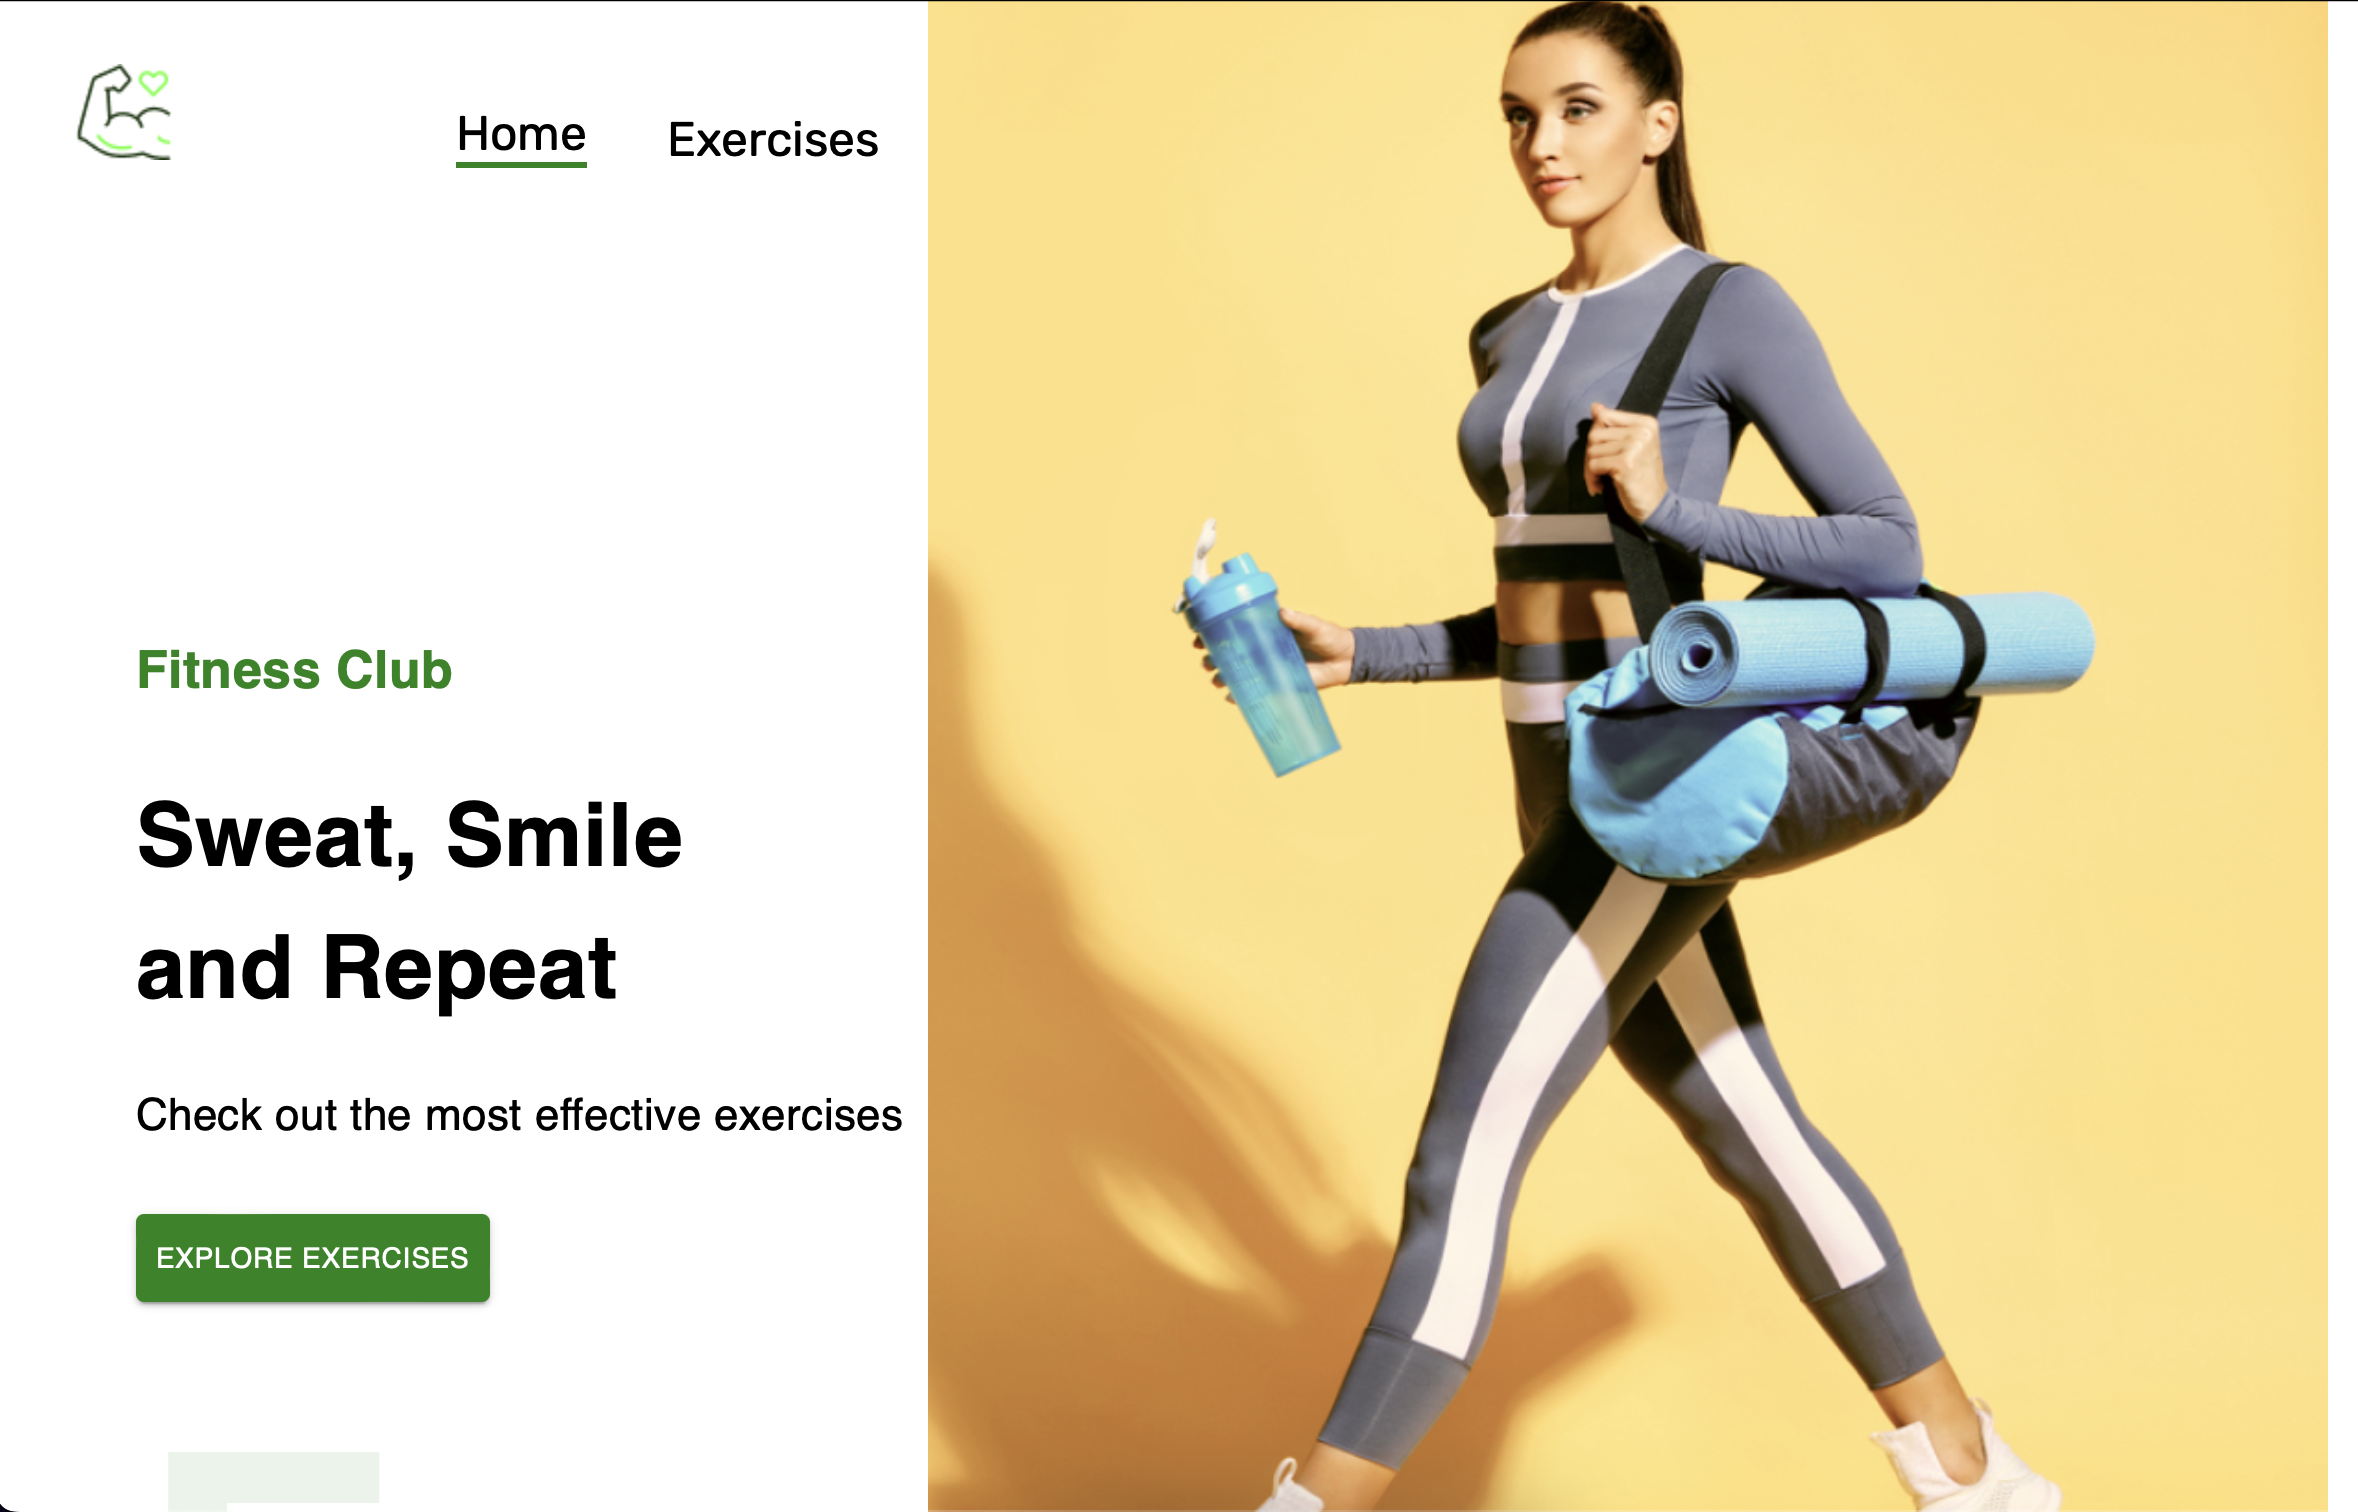 Home
Exercises
Fitness Club
Sweat, Smile
and Repeat
Check out the most effective exercises
EXPLORE EXERCISES